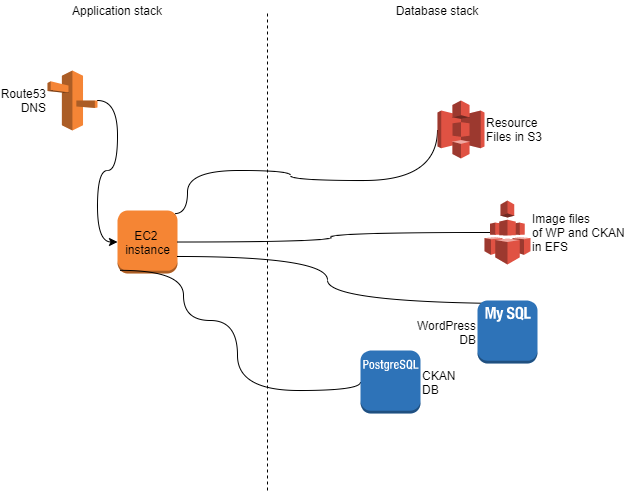 Application stack
Database stack
Route53
DNS
Resource
Files in S3
EC2
instance
Image files
of WP and CKAN
in EFS
My SQL
WordPress
DB
PostgreSQL
CKAN
DB